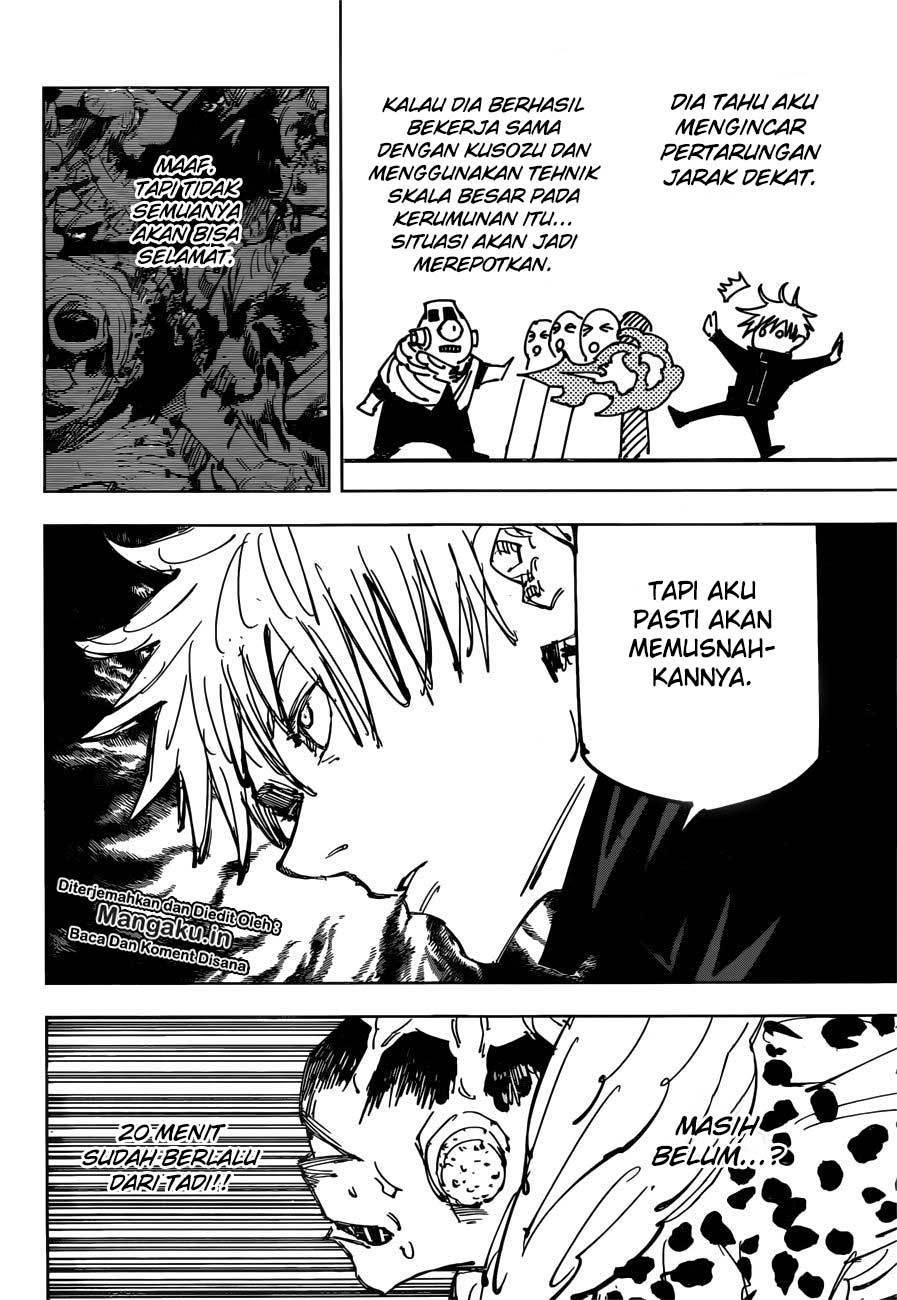 DIA TAHU AKU
MENGINCAR
PERTARUNGAN
JARAK DEKAT.
KALAU DIA BERHASIL
BEKERJA SAMA
DENGAN KUSOZU DAN
MENGGUNAKAN TEHNIK
SKALA BESAR PADA
KERUMUNAN ITU...
SITUASI AKAN JADI
MEREPOTKAN.
MAAF.
TAPI TIDAK
SEMUANYA
AKAN BISA
SELAMAT.
TAPI AKU
PASTI AKAN
MEMUSNAH-
KANNYA.
Diterjemahkan dan Diedit Oleh :
Mangaku.in
Baca Dan Koment Disana
MASIH
BELUM...?
20 MENIT
SUDAH BERLALU
DARI TADI!!